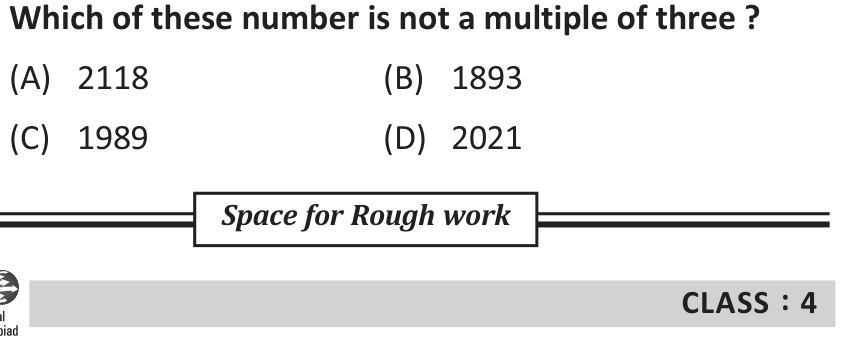 Which of these number is not a multiple of three ?
(A) 2118 (B) 1893
(C) 1989 (D) 2021
Space for Rough work
CLASS : 4